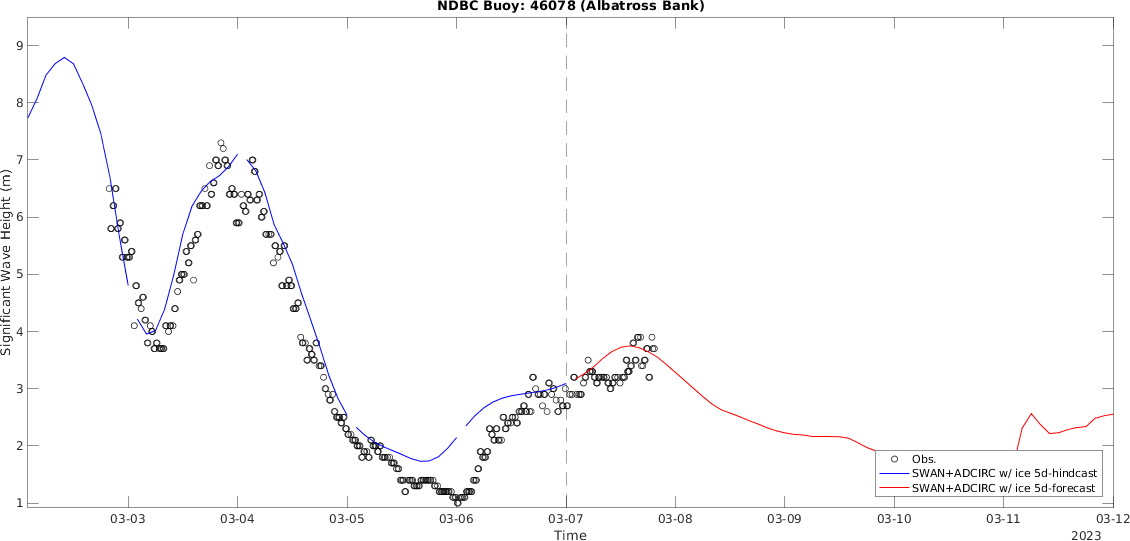 NDBC Buoy: 46078 (Albatross Bank)
Significant Wave Height (m)
9
8
7
6
5
4
3
2
1
Obs.
SWAN+ADCIRC w/ ice 5d-hindcast
SWAN+ADCIRC w/ ice 5d-forecast
03-03 03-04 03-05 03-06 03-07 03-08 03-09 03-10 03-11 03-12
Time
2023